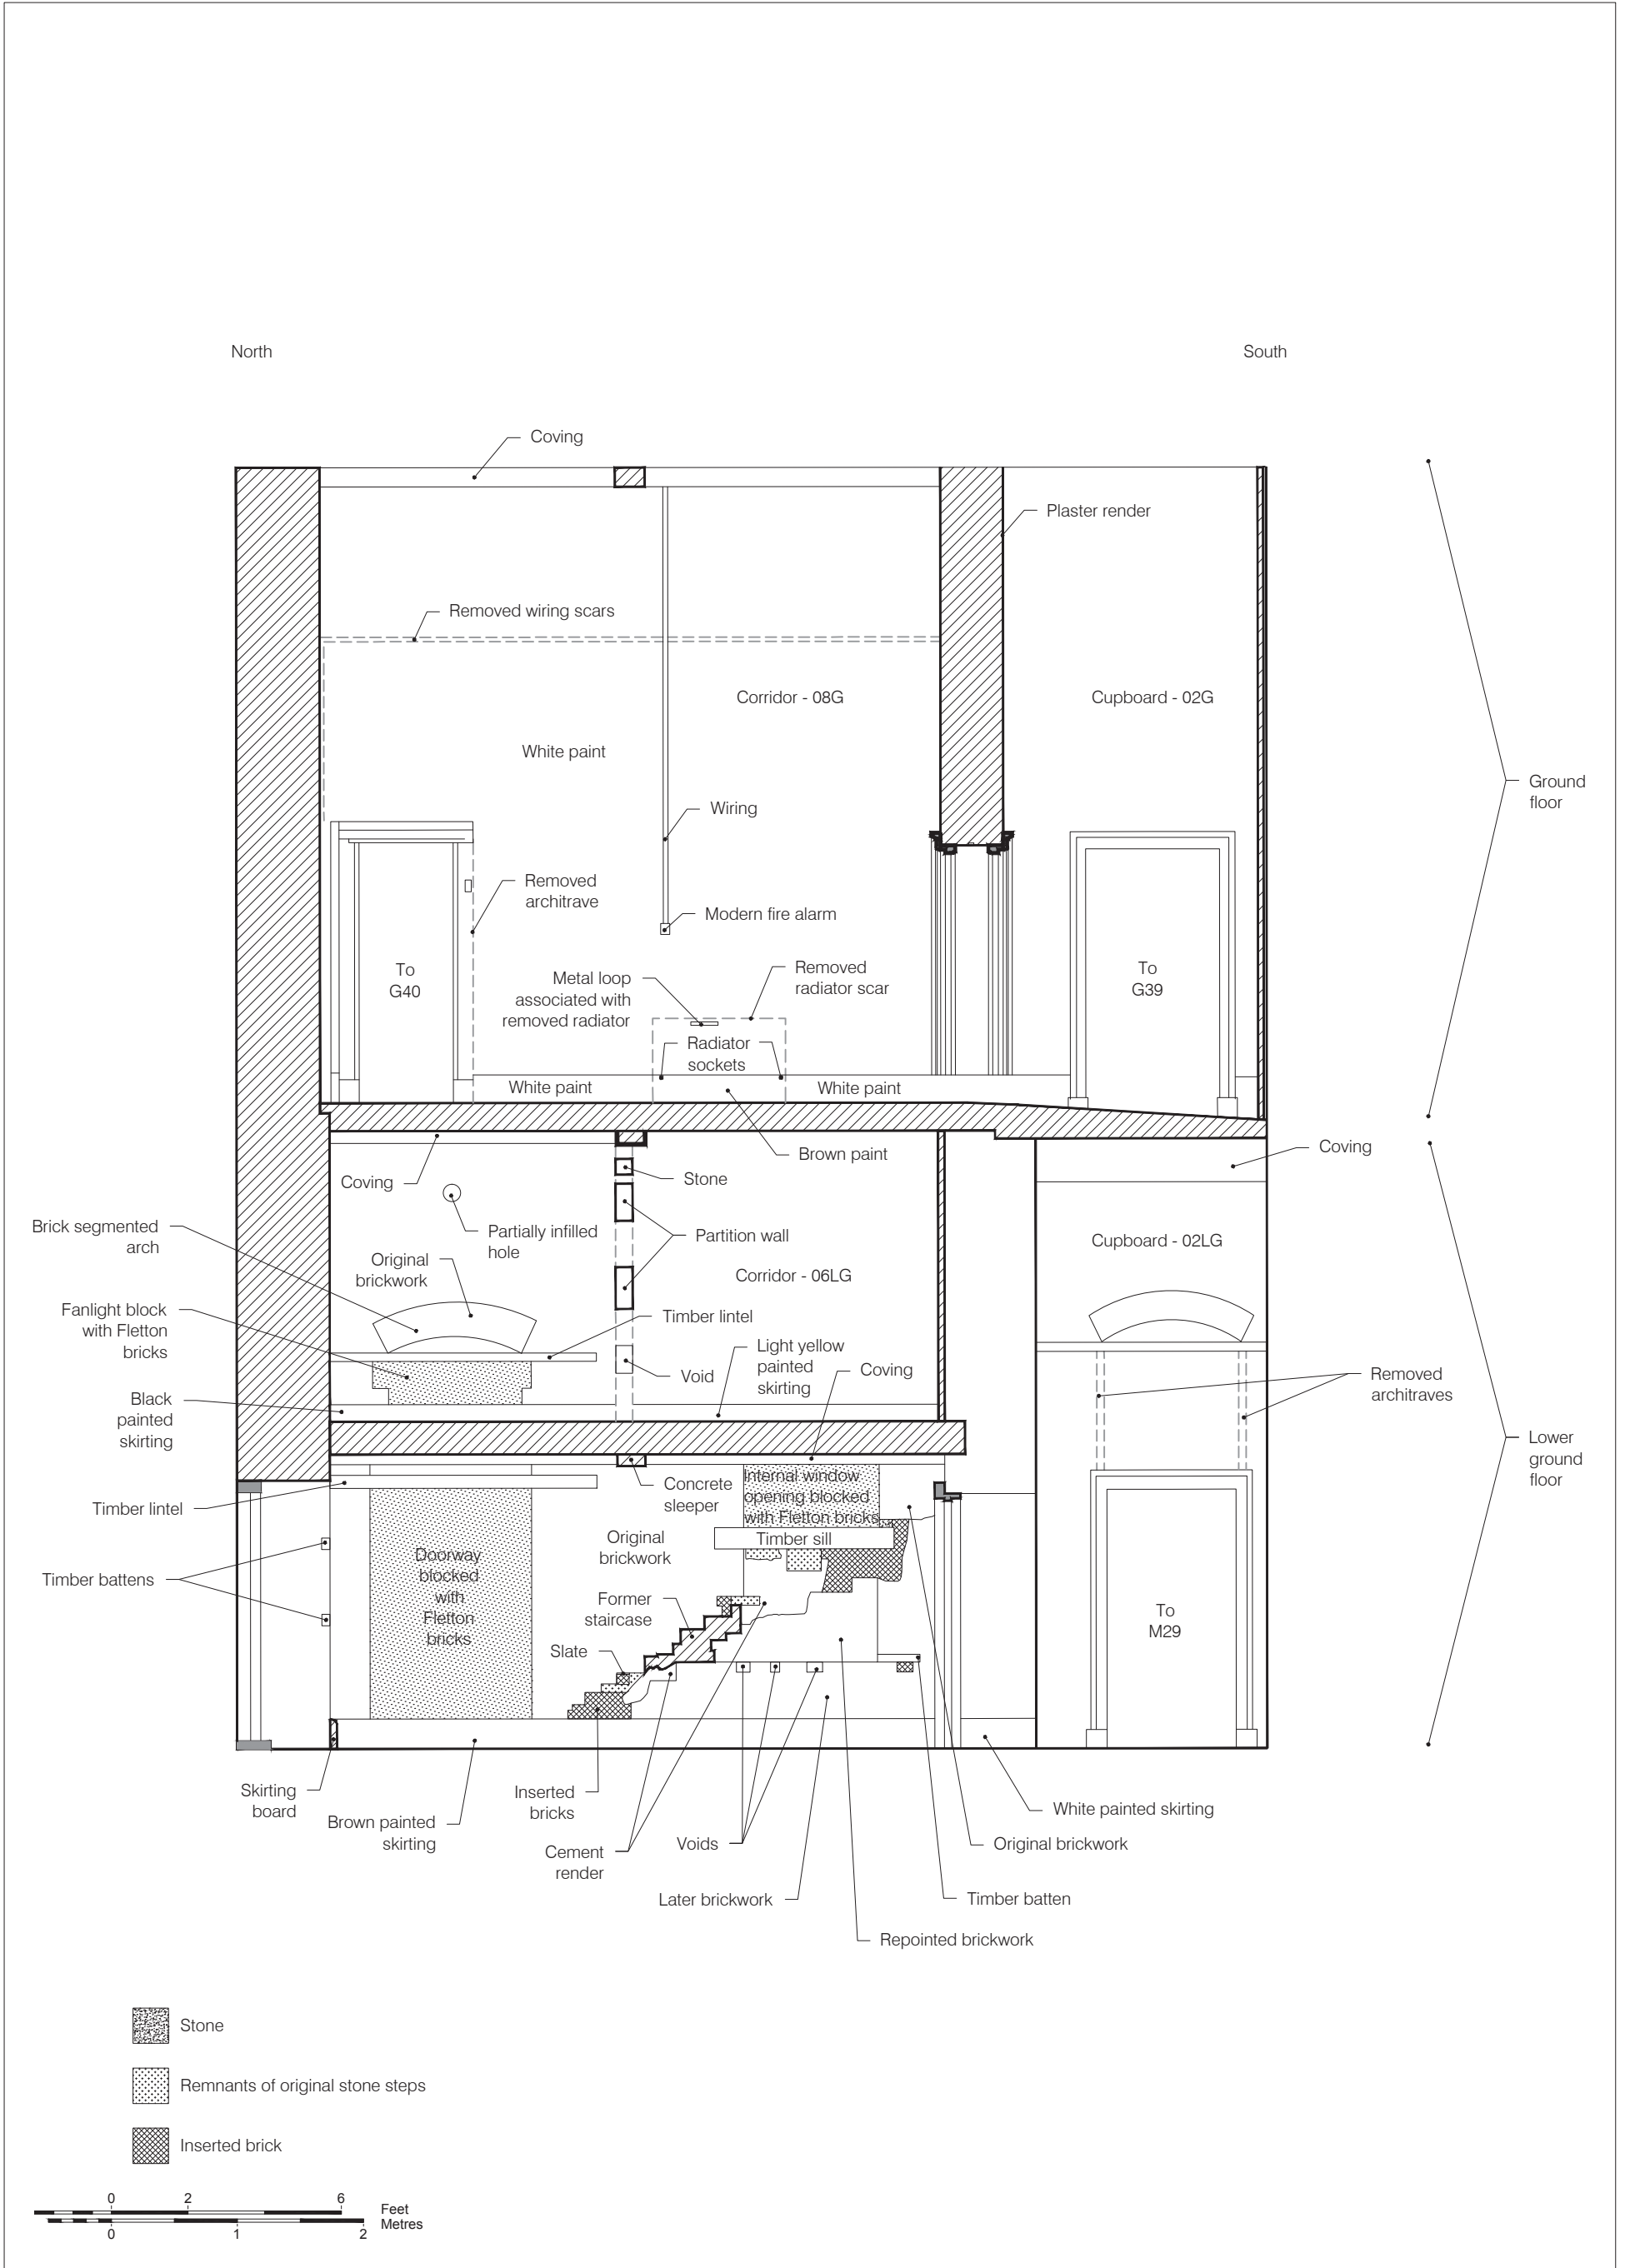 North
South
Coving
Plaster render
Removed wiring scars
Corridor - 08G
Cupboard - 02G
White paint
Ground
floor
Wiring
Removed
architrave
Modern fire alarm
To
G40
Removed
radiator scar
To
G39
Metal loop
associated with
removed radiator
Radiator
sockets
White paint
White paint
Brown paint
Coving
Stone
Coving
Brick segmented
arch
Partially infilled
hole
Partition wall
Cupboard - 02LG
Original
brickwork
Corridor - 06LG
Fanlight block
with Fletton
bricks
Timber lintel
Light yellow
painted
skirting
Coving
Void
Removed
architraves
Black
painted
skirting
Lower
ground
floor
Timber lintel
Concrete
sleeper
Internal window
opening blocked
with Fletton bricks
Timber sill
Original
brickwork
Timber battens
Doorway
blocked
with
Fletton
bricks
Former
staircase
To
M29
Slate
Skirting
board
Inserted
bricks
White painted skirting
Brown painted
skirting
Cement
render
Voids
Original brickwork
Later brickwork
Timber batten
Repointed brickwork
Stone
Remnants of original stone steps
Inserted brick
0 2 6
Feet
Metres
0 1 2